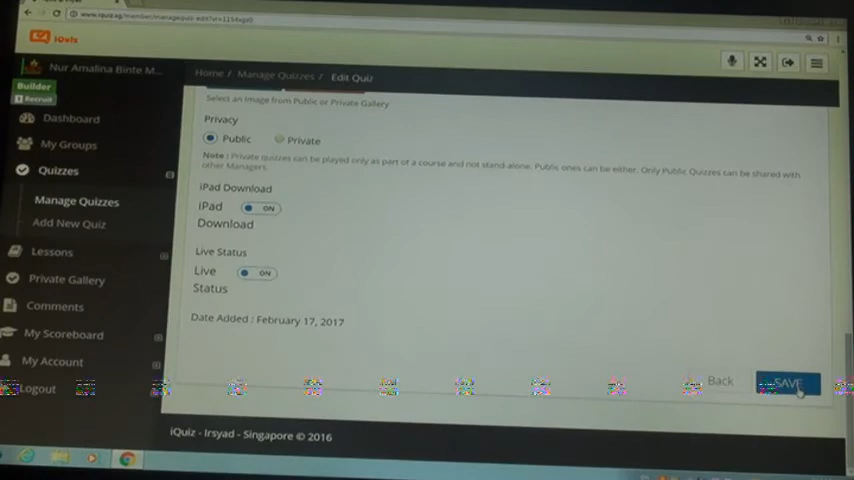 iQuiz
Nur Amalina Binte M...
Home / Manage Quizzes / Edit Quiz
Builder
1 Recruit
Select an Image from Public or Private Gallery
Dashboard
Privacy
My Groups
Public Private
Note : Private quizzes can be played only as part of a course and not stand-alone. Public ones can be either. Only Public Quizzes can be shared with
other Managers.
Quizzes
iPad Download
Manage Quizzes
iPad
Download
ON
Add New Quiz
Live Status
Lessons
Live
Status
ON
Private Gallery
Comments
Date Added : February 17, 2017
My Scoreboard
My Account
Logout
Back
SAVE
iQuiz - Irsyad - Singapore © 2016